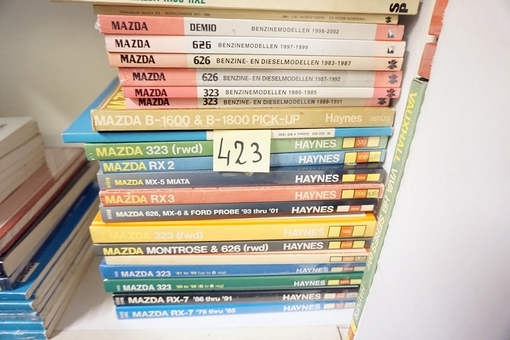 MAZDA DEMIO BENZINEMODELLEN 1998-2002
MAZDA 626 BENZINEMODELLEN 1997-1999
MAZDA 626 BENZINE- EN DIESELMODELLEN 1983-1987
MAZDA 626 BENZINE- EN DIESELMODELLEN 1987-1992
MAZDA 323 BENZINEMODELLEN 1980-1985
MAZDA 323 BENZINE- EN DIESELMODELLEN 1989-1991
MAZDA B-1600 & B-1800 PICK-UP Haynes
423
MAZDA 323 (rwd) HAYNES
MAZDA RX2 HAYNES
MAZDA MX-5 MIATA HAYNES
MAZDA RX3 HAYNES
MAZDA 626, MX-6 & FORD PROBE '93 thru '01 HAYNES
MAZDA 323 (fwd) HAYNES
MAZDA MONTROSE & 626 (rwd) HAYNES
MAZDA 323 HAYNES
MAZDA 323 HAYNES
MAZDA RX-7 '86 thru '91 HAYNES
MAZDA RX-7 '79 thru '85 HAYNES
VAUXHALL